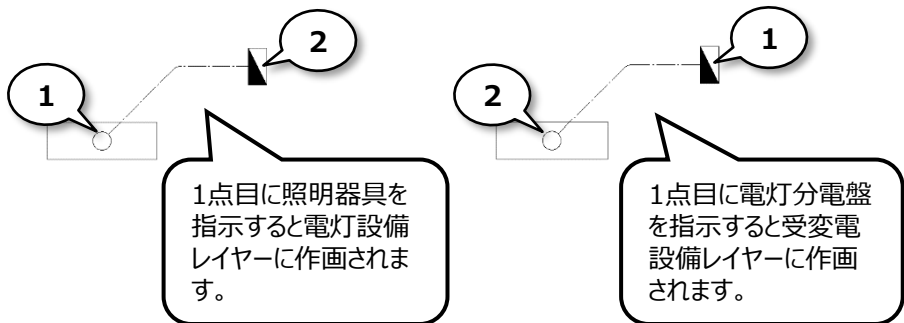 2
1
1点目に照明器具を
指示すると電灯設備
レイヤーに作画されま
す。
1
2
1点目に電灯分電盤
を指示すると受変電
設備レイヤーに作画
されます。